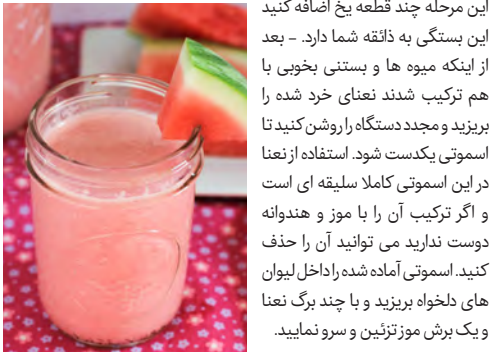 این مرحله چند قطعه یخ اضافه کنید
این بستگی به ذائقه شما دارد. - بعد
از اینکه میوه ها و بستنی بخوبی با
هم ترکیب شدند نعنای خرد شده را
بریزید و مجدد دستگاه را روشن کنید تا
اسموتی یکدست شود. استفاده از نعنا
در این اسموتی کاملا سلیقه ای است
و اگر ترکیب آن را با موز و هندوانه
دوست ندارید می توانید آن را حذف
کنید. اسموتی آماده شده را داخل لیوان
های دلخواه بریزید و با چند برگ نعنا
و یک برش موز تزئین و سرو نمایید.